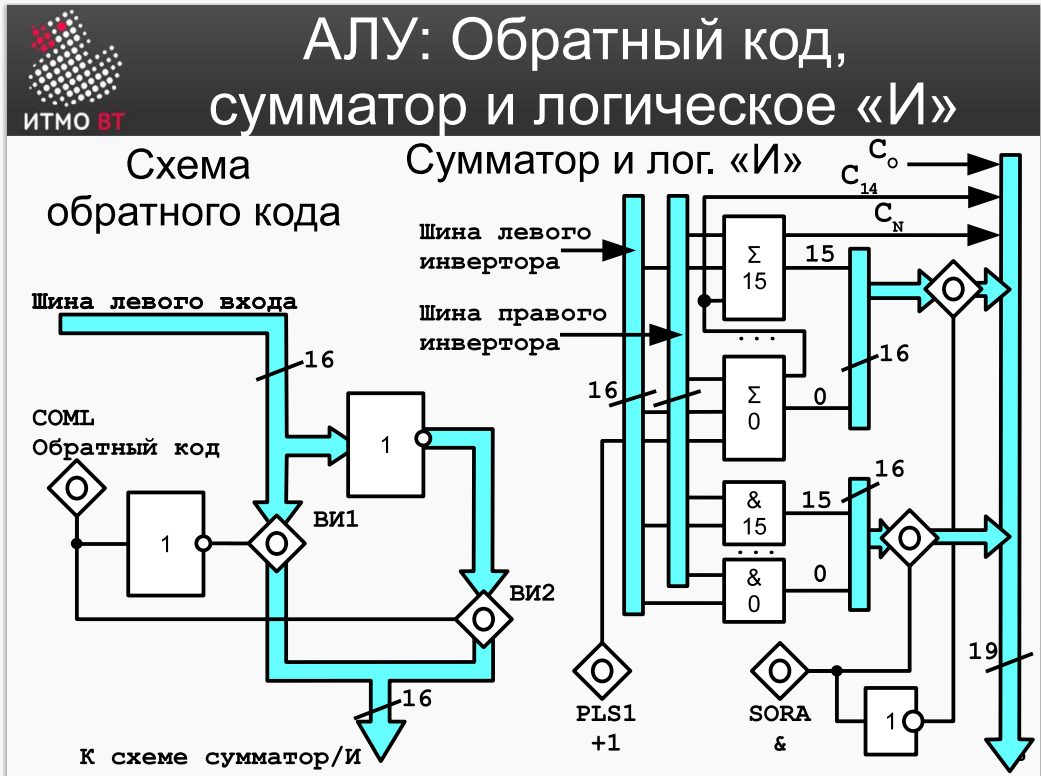 АЛУ: Обратный код,
сумматор и логическое «И»
ИТМО ВТ
Схема
обратного кода
Шина левого входа
16
COML
Обратный код
1
1
ВИ1
ВИ2
16
К схеме сумматор/И
Сумматор и лог. «И»
C₀
C₁₄
C_N
Шина левого
инвертора
Σ
15
15
Шина правого
инвертора
...
16
16
Σ
0
0
16
&
15
15
...
&
0
0
19
PLS1
+1
SORA
&
1